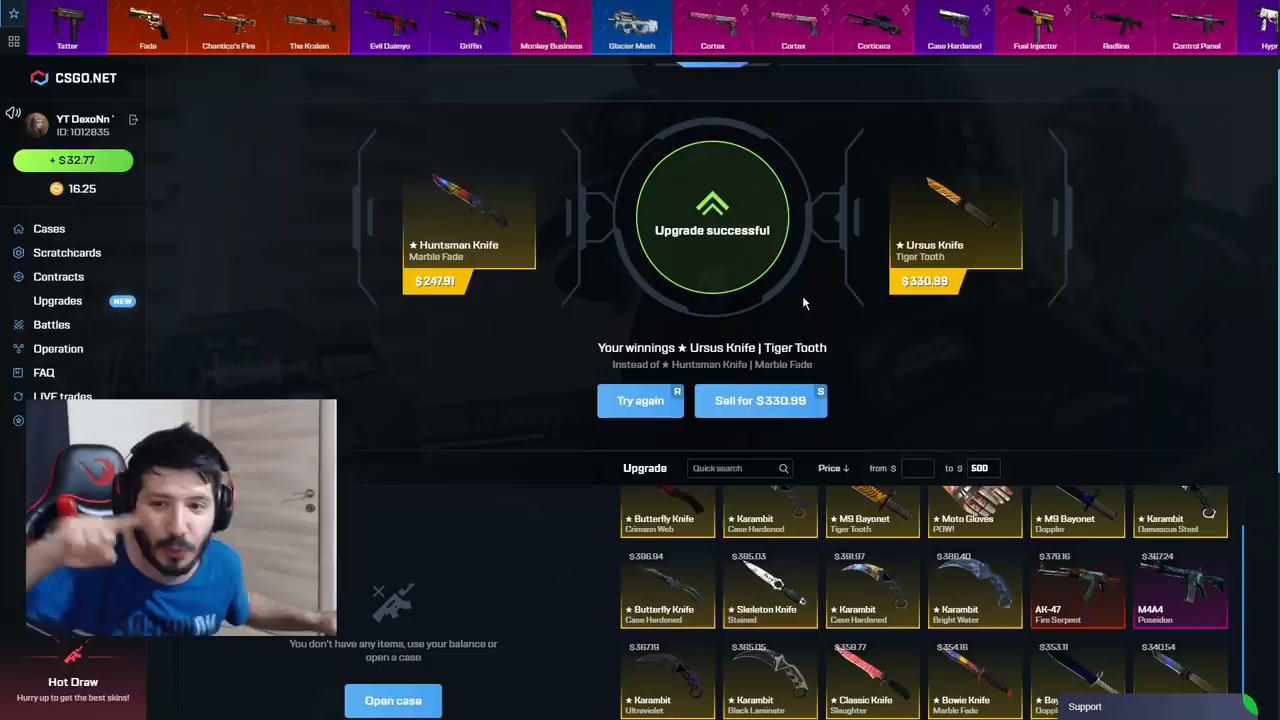 Tatter
Fade
Chantico's Fire
The Kraken
Evil Daimyo
Griffin
Monkey Business
Glacier Mesh
Cortex
Cortex
Corticera
Case Hardened
Fuel Injector
Redline
Control Panel
CSGO.NET
YT DexoNn
ID: 1012835
+ $ 32.77
16.25
Cases
Scratchcards
Contracts
Upgrades NEW
Battles
Operation
FAQ
LIVE trades
★ Huntsman Knife
Marble Fade
$ 247.91
Upgrade successful
★ Ursus Knife
Tiger Tooth
$ 330.99
Your winnings ★ Ursus Knife | Tiger Tooth
Instead of ★ Huntsman Knife | Marble Fade
Try again R
Sell for $ 330.99 S
Upgrade Quick search Price from $ to $ 500
★ Butterfly Knife
Crimson Web
★ Karambit
Case Hardened
★ M9 Bayonet
Tiger Tooth
★ Moto Gloves
POW!
★ M9 Bayonet
Doppler
★ Karambit
Damascus Steel
$396.94
★ Butterfly Knife
Case Hardened
$395.03
★ Skeleton Knife
Stained
$391.97
★ Karambit
Case Hardened
$386.40
★ Karambit
Bright Water
$379.16
AK-47
Fire Serpent
$367.24
M4A4
Poseidon
$367.19
★ Karambit
Ultraviolet
$365.05
★ Karambit
Black Laminate
$359.77
★ Classic Knife
Slaughter
$354.16
★ Bowie Knife
Marble Fade
$353.11
$340.54
You don't have any items, use your balance or
open a case
Open case
Hot Draw
Hurry up to get the best skins!
Support